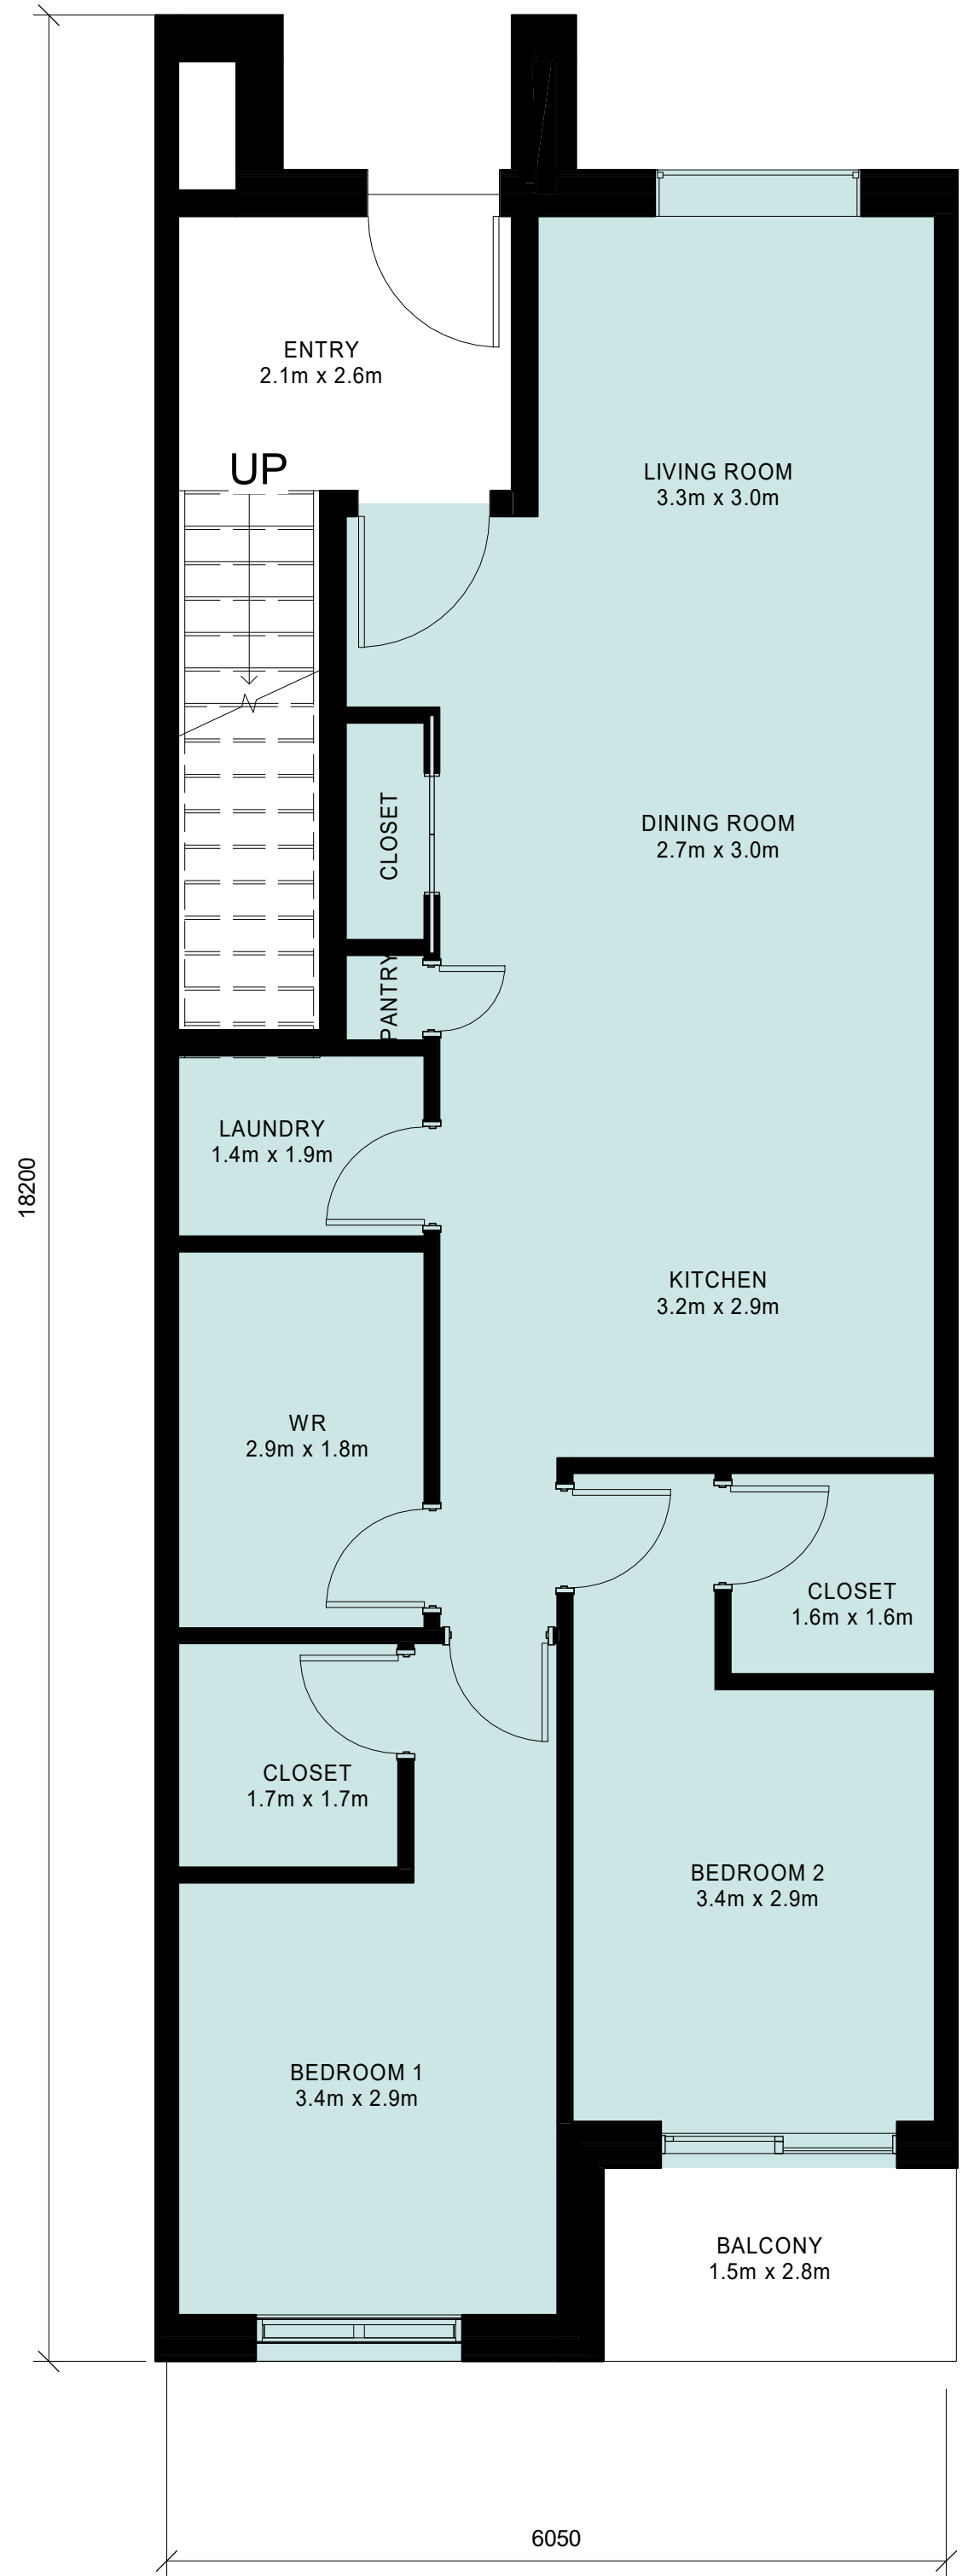 ENTRY
2.1m x 2.6m
UP
LIVING ROOM
3.3m x 3.0m
CLOSET
DINING ROOM
2.7m x 3.0m
PANTRY
LAUNDRY
1.4m x 1.9m
18200
KITCHEN
3.2m x 2.9m
WR
2.9m x 1.8m
CLOSET
1.6m x 1.6m
CLOSET
1.7m x 1.7m
BEDROOM 2
3.4m x 2.9m
BEDROOM 1
3.4m x 2.9m
BALCONY
1.5m x 2.8m
6050